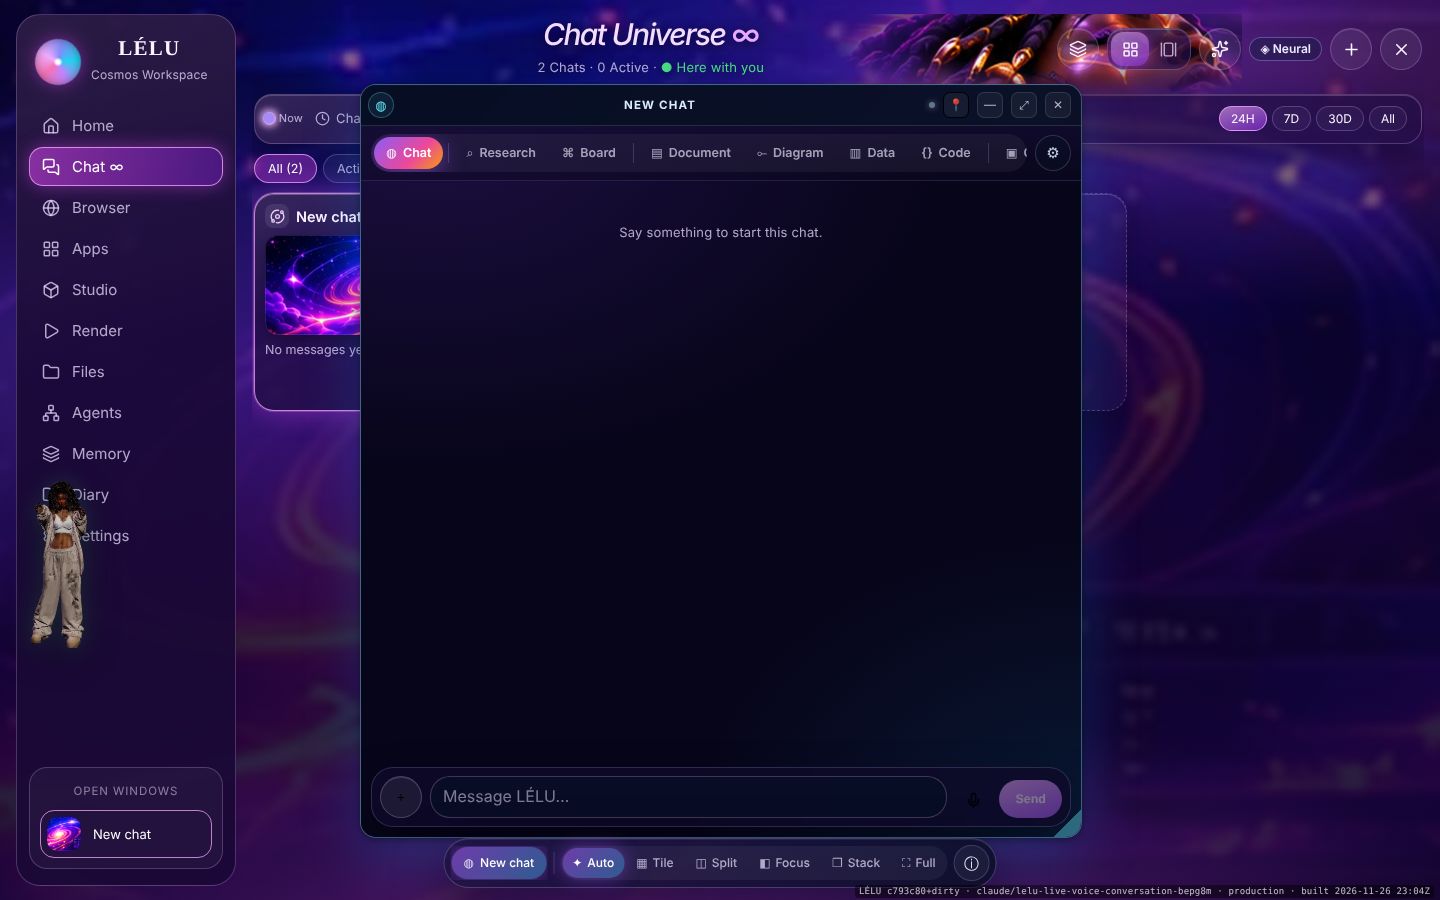 LÉLU
Cosmos Workspace
Home
Chat ∞
Browser
Apps
Studio
Render
Files
Agents
Memory
Diary
ettings
OPEN WINDOWS
New chat
Chat Universe ∞
2 Chats · 0 Active · ● Here with you
◈ Neural
Now
Cha
24H
7D
30D
All
All (2)
Acti
New chat
No messages ye
NEW CHAT
Chat
Research
⌘ Board
Document
Diagram
Data
{} Code
Say something to start this chat.
+
Message LÉLU...
Send
New chat
✦ Auto
Tile
Split
Focus
Stack
Full
LÉLU c793c80+dirty · claude/lelu-live-voice-conversation-bepg8m · production · built 2026-11-26 23:04Z